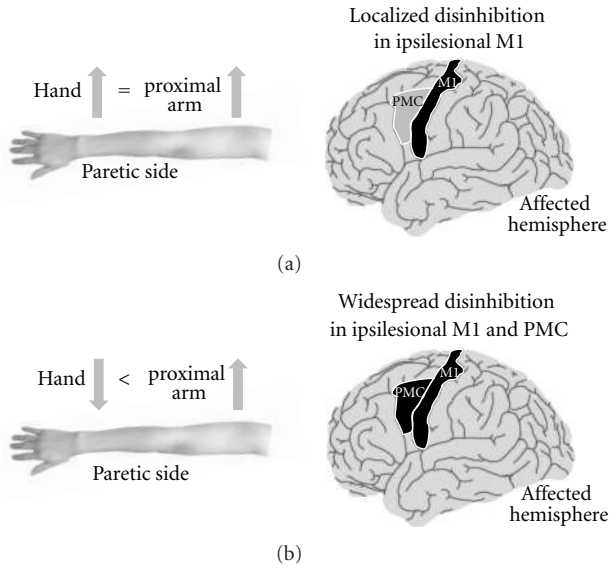 Localized disinhibition
in ipsilesional M1
Hand = proximal
arm
M1
PMC
Paretic side
Affected
hemisphere
(a)
Widespread disinhibition
in ipsilesional M1 and PMC
Hand < proximal
arm
M1
PMC
Paretic side
Affected
hemisphere
(b)